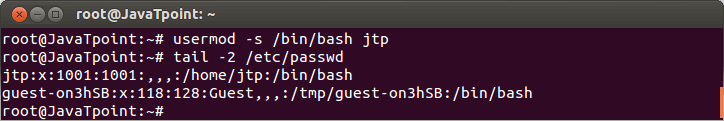 root@JavaTpoint: ~
root@JavaTpoint:~# usermod -s /bin/bash jtp
root@JavaTpoint:~# tail -2 /etc/passwd
jtp:x:1001:1001:,,,:/home/jtp:/bin/bash
guest-on3hSB:x:118:128:Guest,,,:/tmp/guest-on3hSB:/bin/bash
root@JavaTpoint:~#